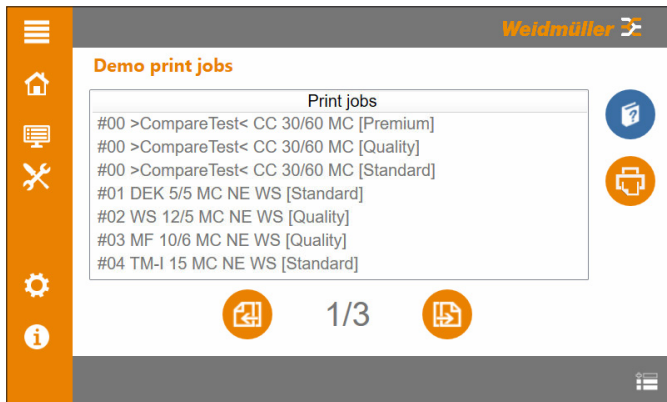 Weidmüller
Demo print jobs
Print jobs
#00 >CompareTest< CC 30/60 MC [Premium]
#00 >CompareTest< CC 30/60 MC [Quality]
#00 >CompareTest< CC 30/60 MC [Standard]
#01 DEK 5/5 MC NE WS [Standard]
#02 WS 12/5 MC NE WS [Quality]
#03 MF 10/6 MC NE WS [Quality]
#04 TM-I 15 MC NE WS [Standard]
1/3